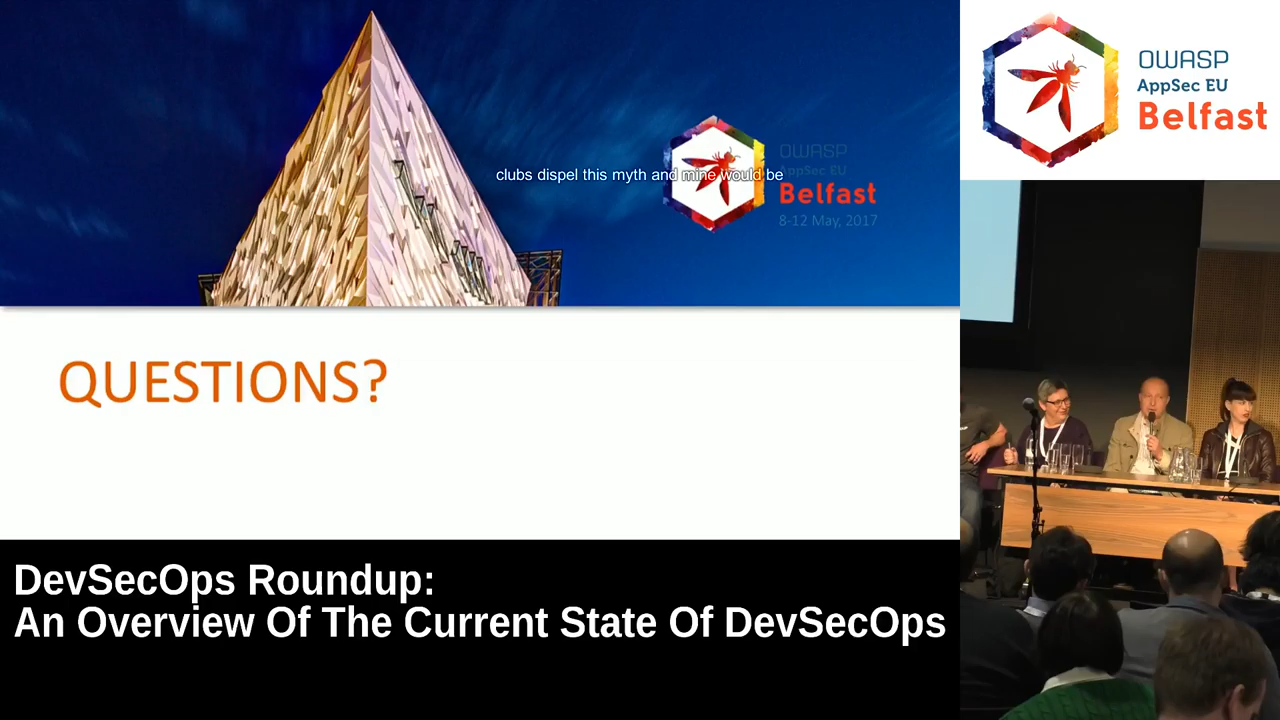 OWASP
AppSec EU
Belfast
OWASP
AppSec EU
clubs dispel this myth and mine would be
Belfast
8-12 May, 2017
QUESTIONS?
DevSecOps Roundup:
An Overview Of The Current State Of DevSecOps